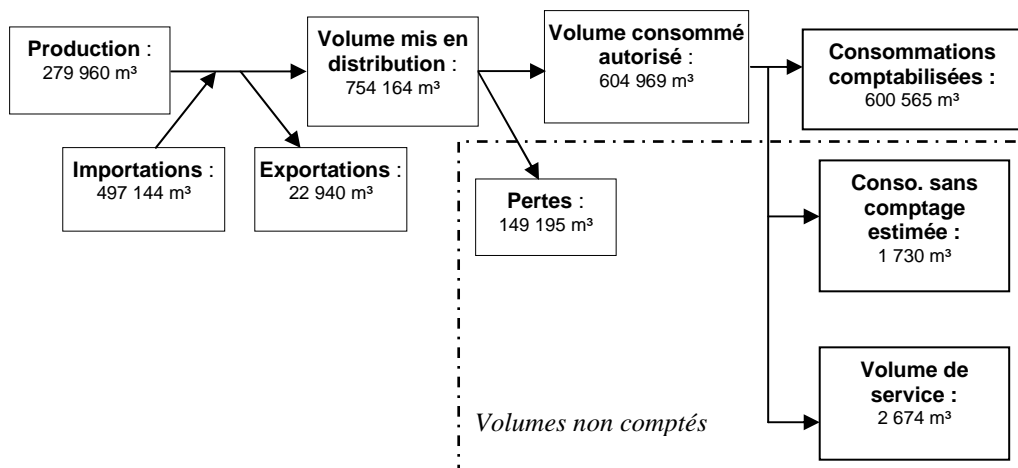 Production :
279 960 m³
Volume mis en
distribution :
754 164 m³
Volume consommé
autorisé :
604 969 m³
Consommations
comptabilisées :
600 565 m³
Importations :
497 144 m³
Exportations :
22 940 m³
Pertes :
149 195 m³
Conso. sans
comptage
estimée :
1 730 m³
Volume de
service :
2 674 m³
Volumes non comptés